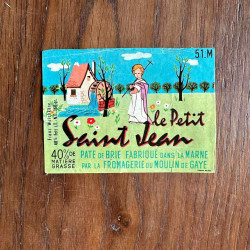 51.M
le Petit
Saint Jean
40% DE
MATIÈRE
GRASSE
PATE DE BRIE FABRIQUÉ DANS LA MARNE
PAR LA FROMAGERIE DU MOULIN DE GAYE